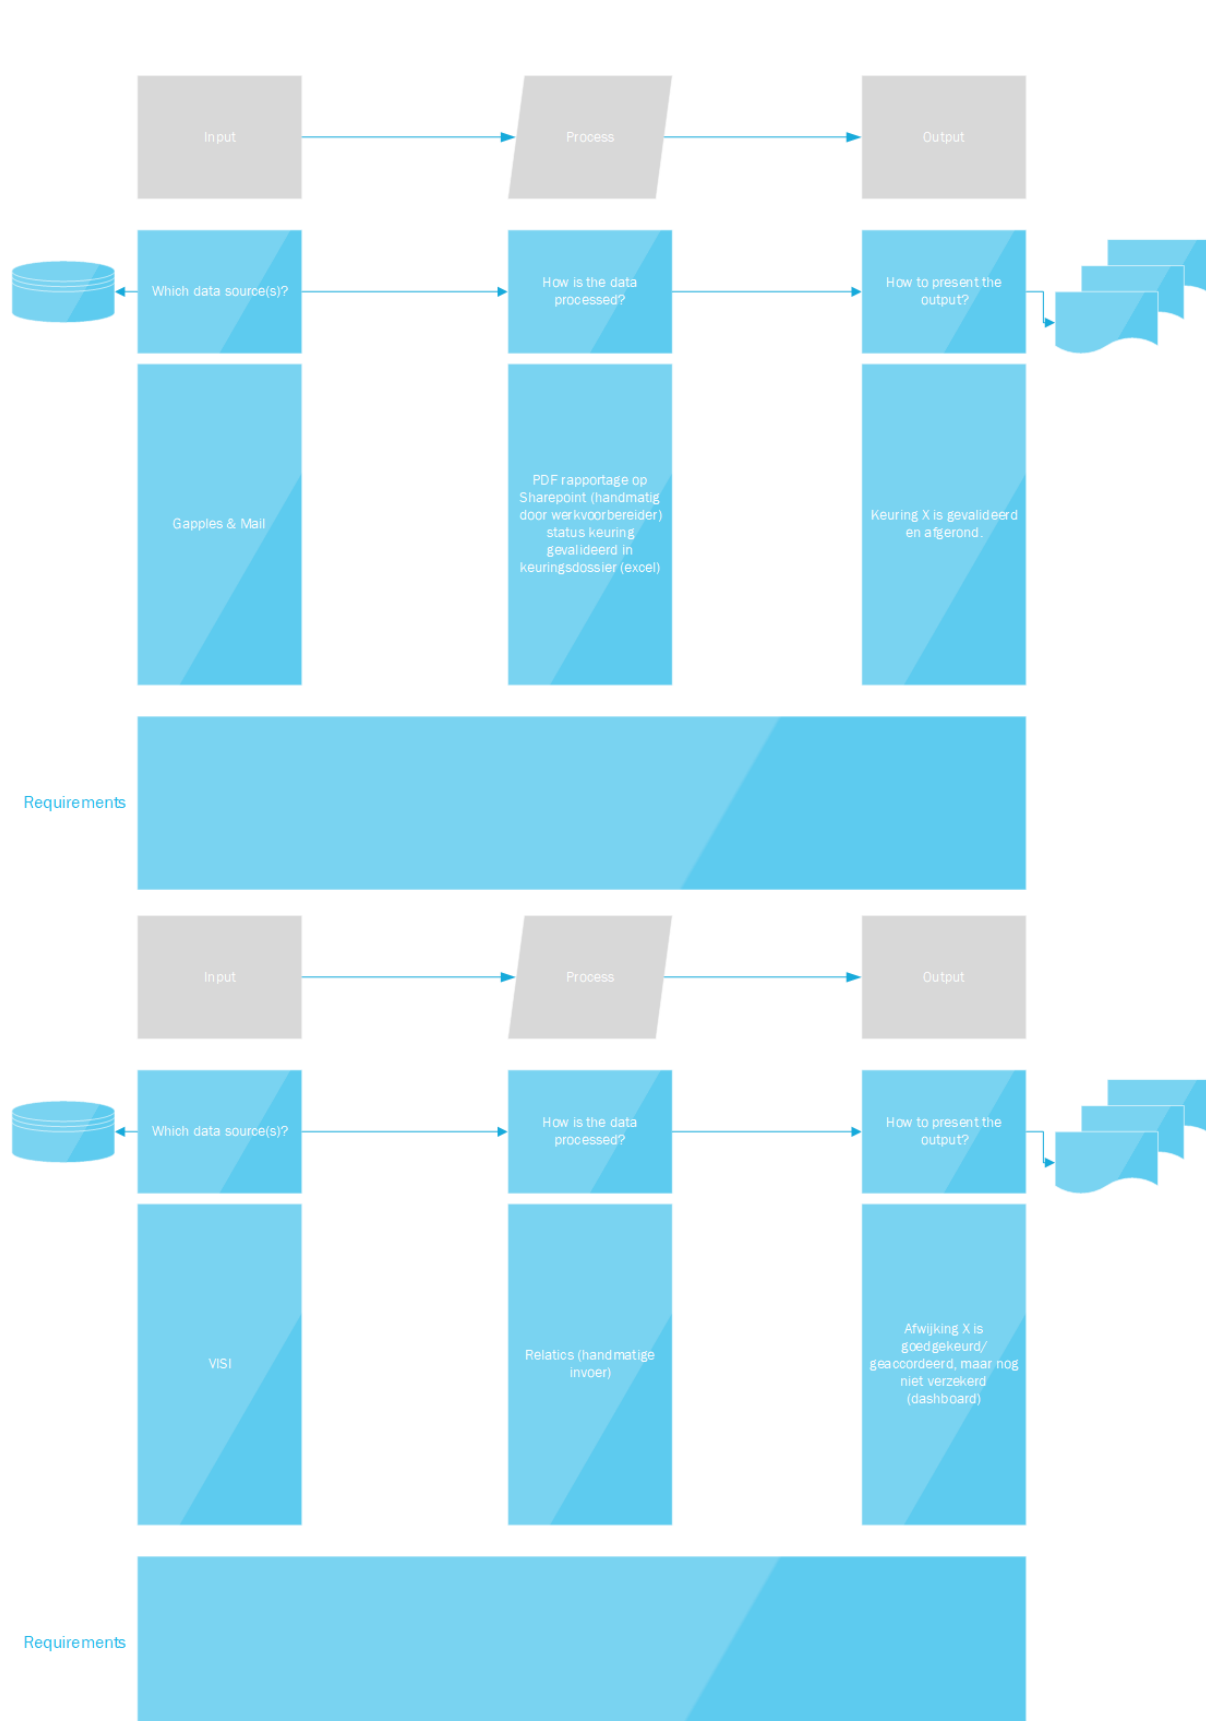 Input
Process
Output
Which data source(s)?
How is the data
processed?
How to present the
output?
Gapples & Mail
PDF rapportage op
Sharepoint (handmatig
door werkvoorbereider)
status keuring
gevalideerd in
keuringsdossier (excel)
Keuring X is gevalideerd
en afgerond.
Requirements
Input
Process
Output
Which data source(s)?
How is the data
processed?
How to present the
output?
VISI
Relatics (handmatige
invoer)
Afwijking X is
goedgekeurd/
geaccordeerd, maar nog
niet verzekerd
(dashboard)
Requirements